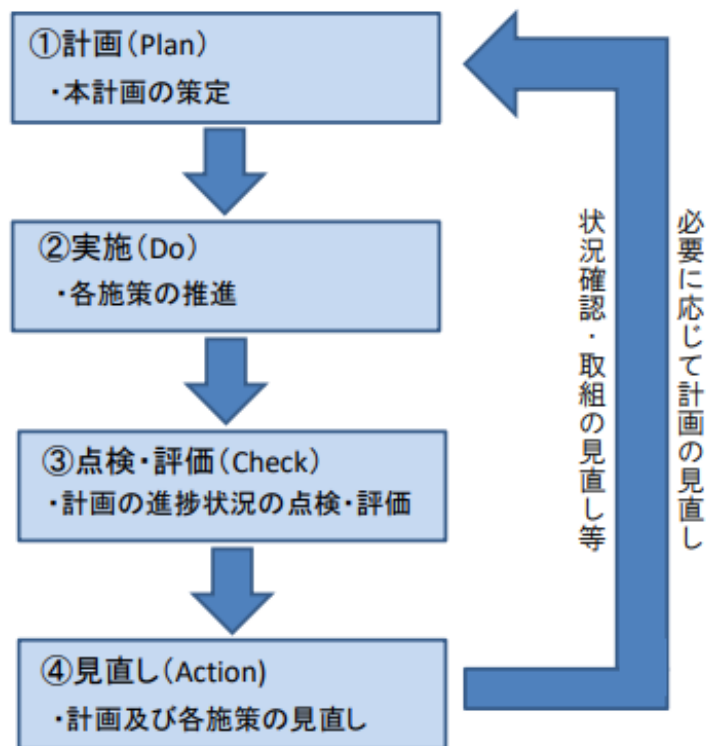 ①計画(Plan)
・本計画の策定
②実施(Do)
・各施策の推進
③点検・評価(Check)
・計画の進捗状況の点検・評価
④見直し(Action)
・計画及び各施策の見直し
必要に応じて計画の見直し
状況確認・取組の見直し等